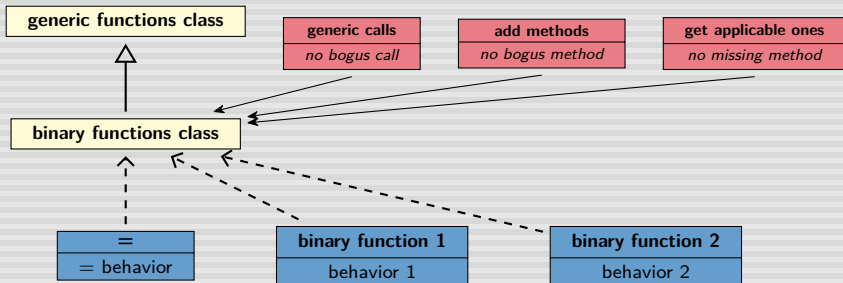 generic functions class
generic calls
no bogus call
add methods
no bogus method
get applicable ones
no missing method
binary functions class
=
= behavior
binary function 1
behavior 1
binary function 2
behavior 2